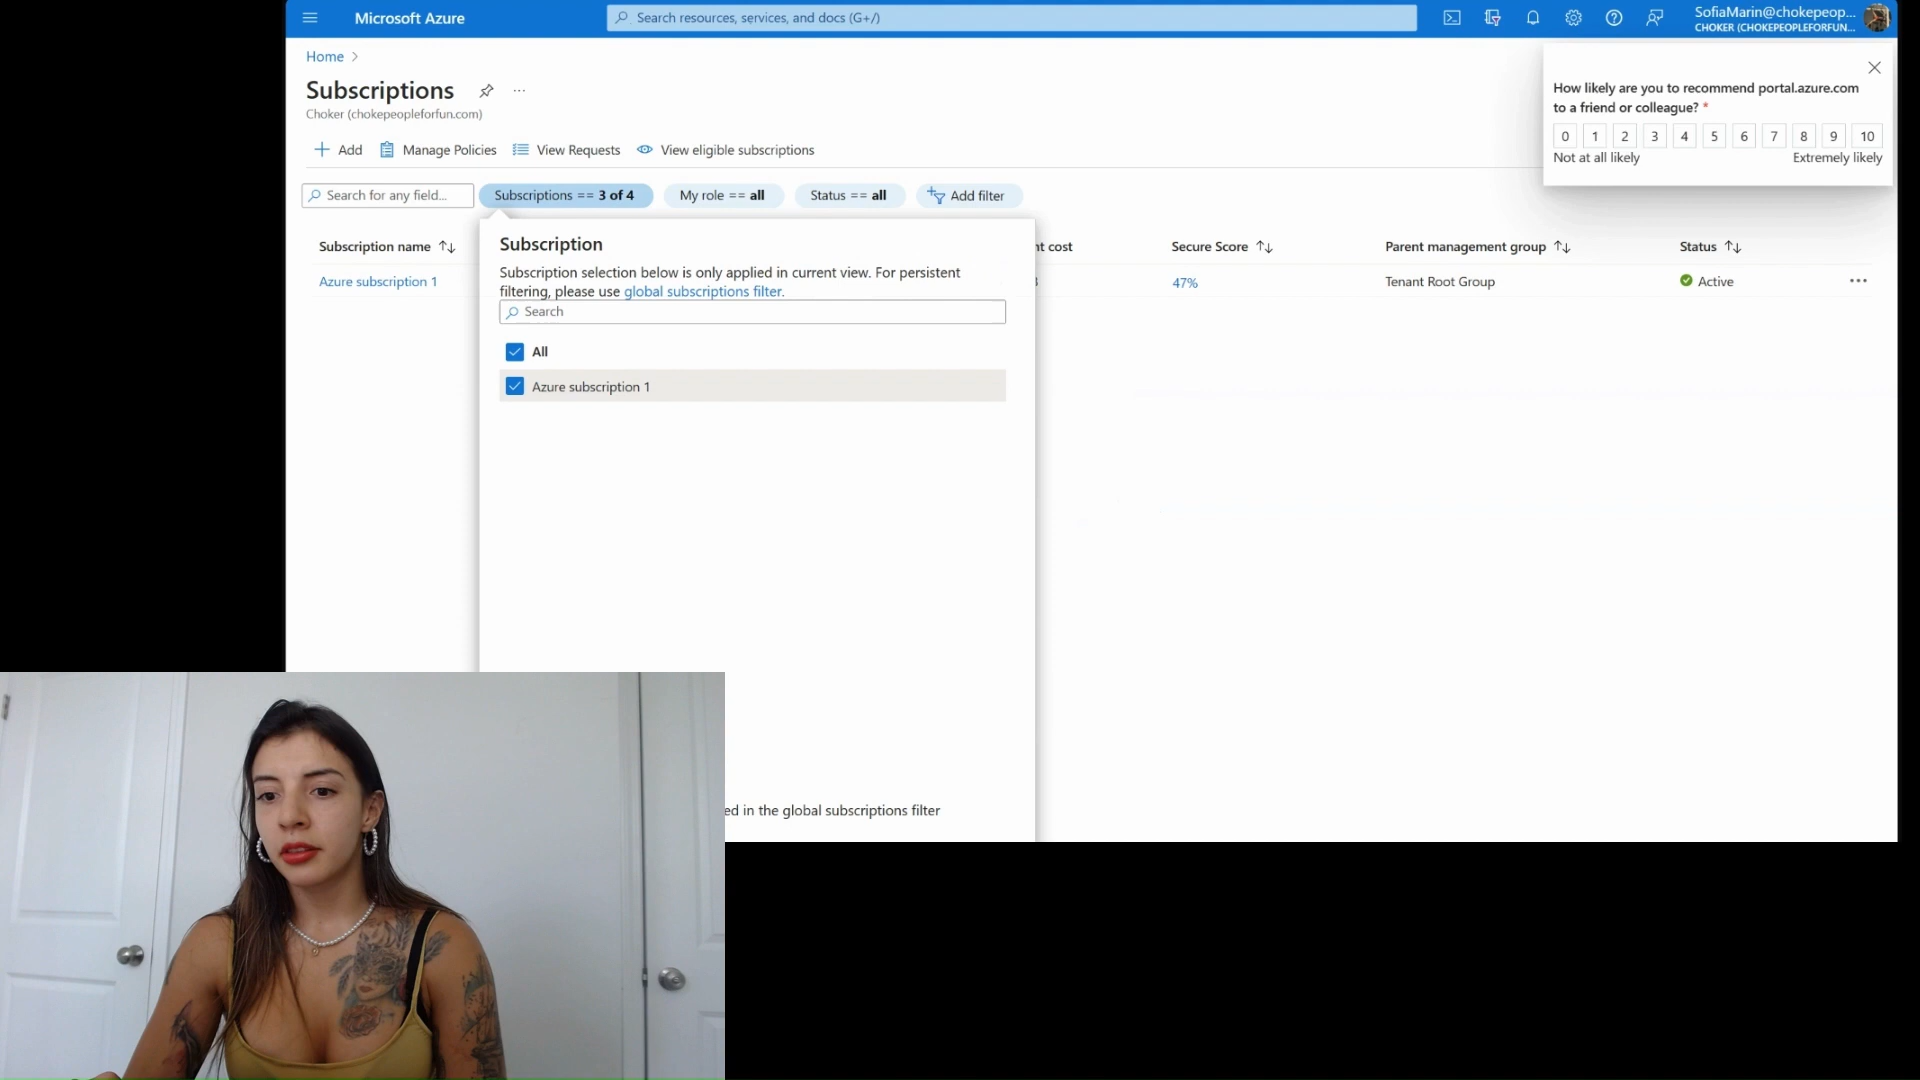 Microsoft Azure
Search resources, services, and docs (G+/)
SofiaMarin@chokepeop...
CHOKER (CHOKEPEOPLEFORFUN...
Home
Subscriptions
Choker (chokepeopleforfun.com)
How likely are you to recommend portal.azure.com
to a friend or colleague? *
0 1 2 3 4 5 6 7 8 9 10
Not at all likely Extremely likely
Add Manage Policies View Requests View eligible subscriptions
Search for any field... Subscriptions == 3 of 4 My role == all Status == all Add filter
Subscription name
nt cost Secure Score Parent management group Status
Azure subscription 1
47% Tenant Root Group Active
Subscription
Subscription selection below is only applied in current view. For persistent
filtering, please use global subscriptions filter.
Search
All
Azure subscription 1
ed in the global subscriptions filter